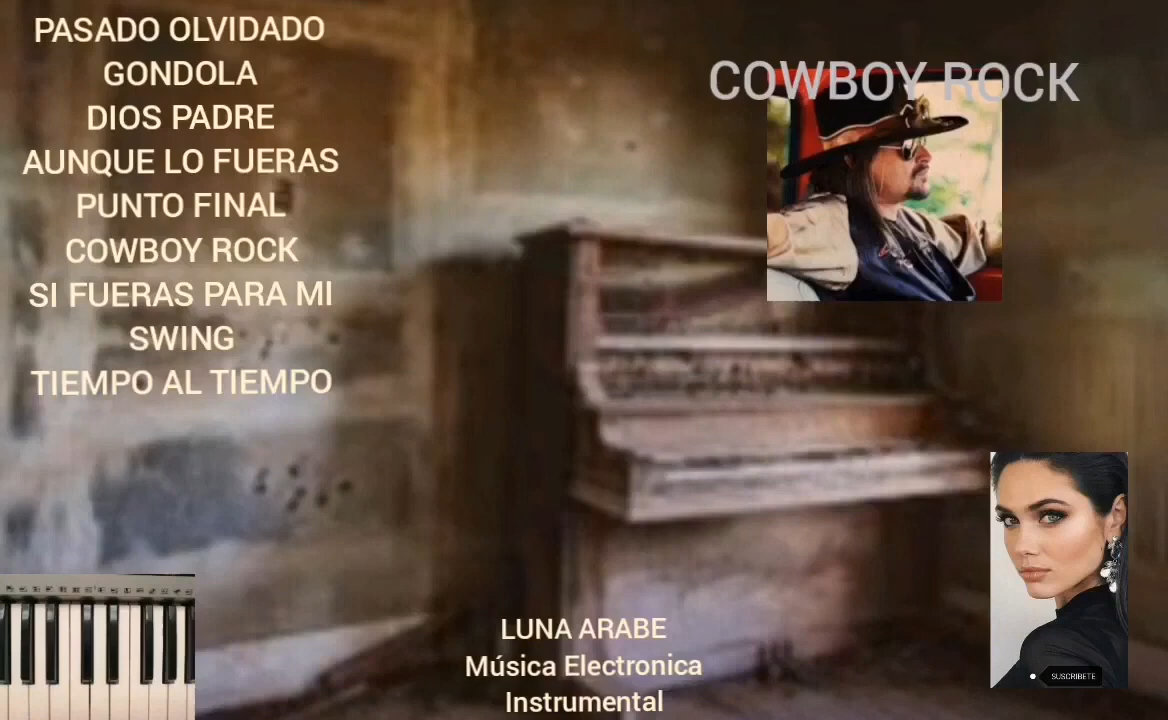 PASADO OLVIDADO
GONDOLA
DIOS PADRE
AUNQUE LO FUERAS
PUNTO FINAL
COWBOY ROCK
SI FUERAS PARA MI
SWING
TIEMPO AL TIEMPO
COWBOY ROCK
LUNA ARABE
Música Electronica
Instrumental
SUSCRIBETE